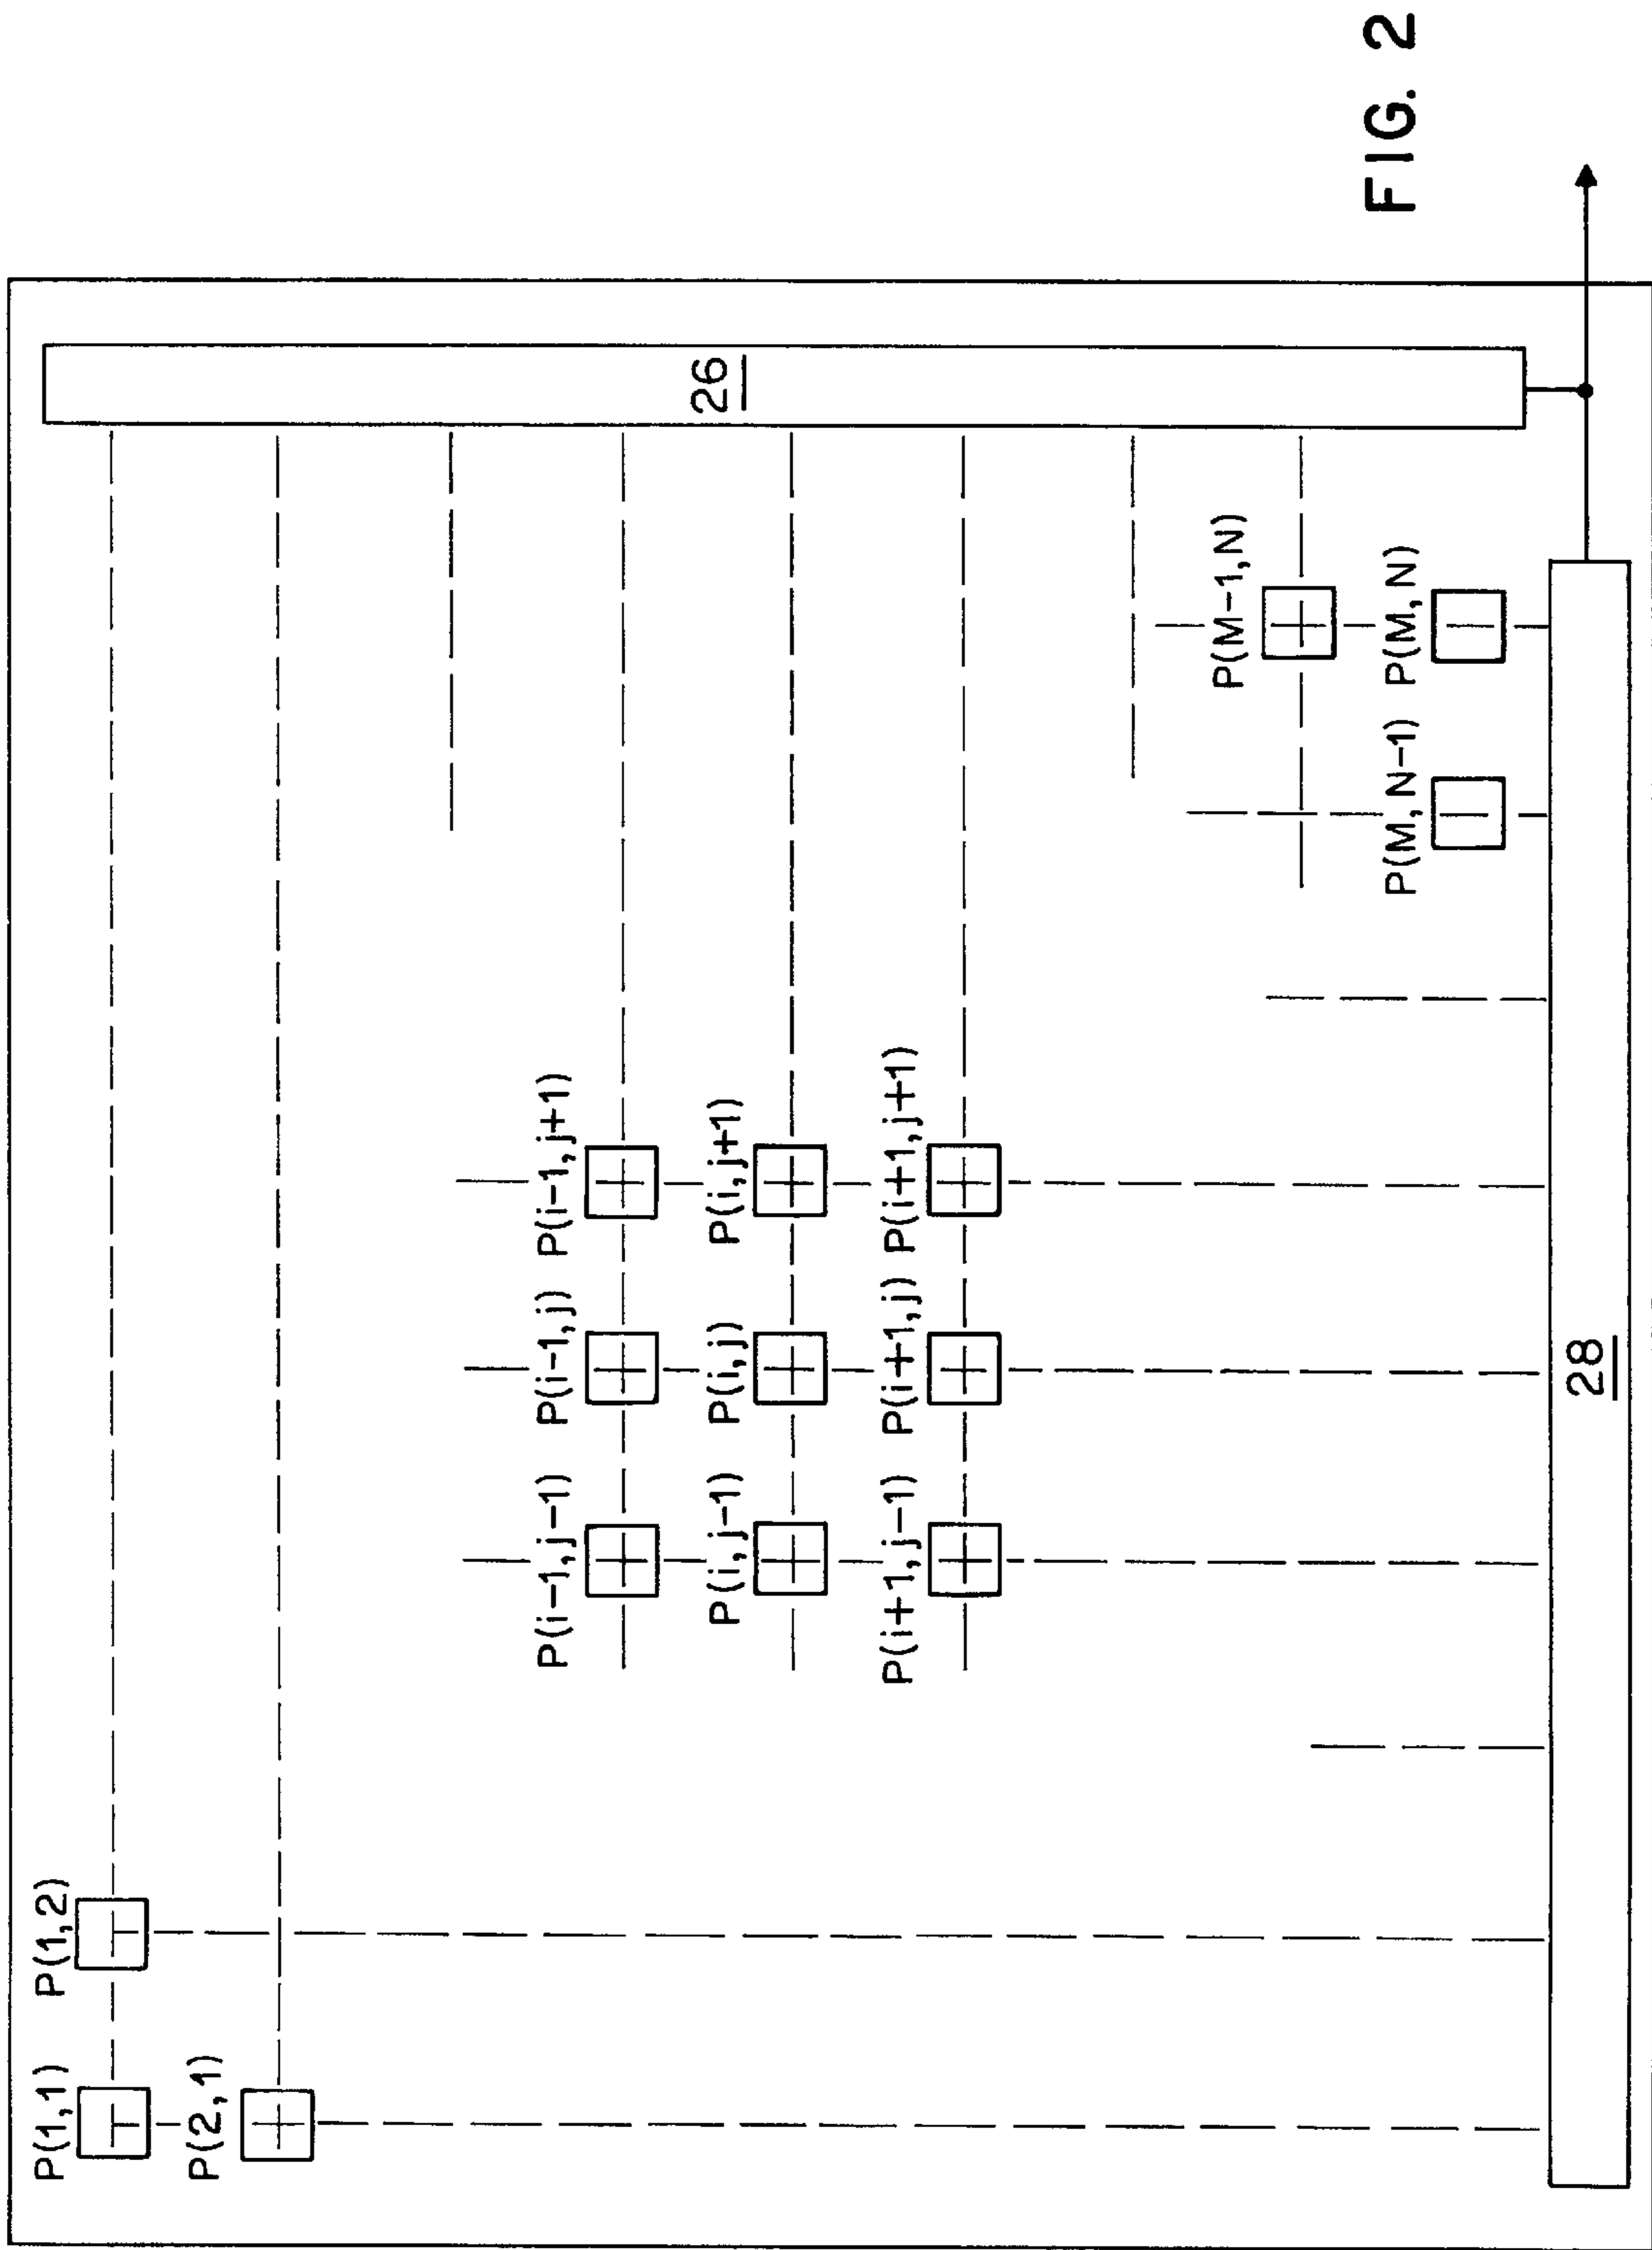 P(1,1)
P(1,2)
P(2,1)
P(i-1,j-1)
P(i-1,j)
P(i-1,j+1)
P(i,j-1)
P(i,j)
P(i,j+1)
P(i+1,j-1)
P(i+1,j)
P(i+1,j+1)
P(M-1,N)
P(M,N-1)
P(M,N)
26
28
FIG. 2